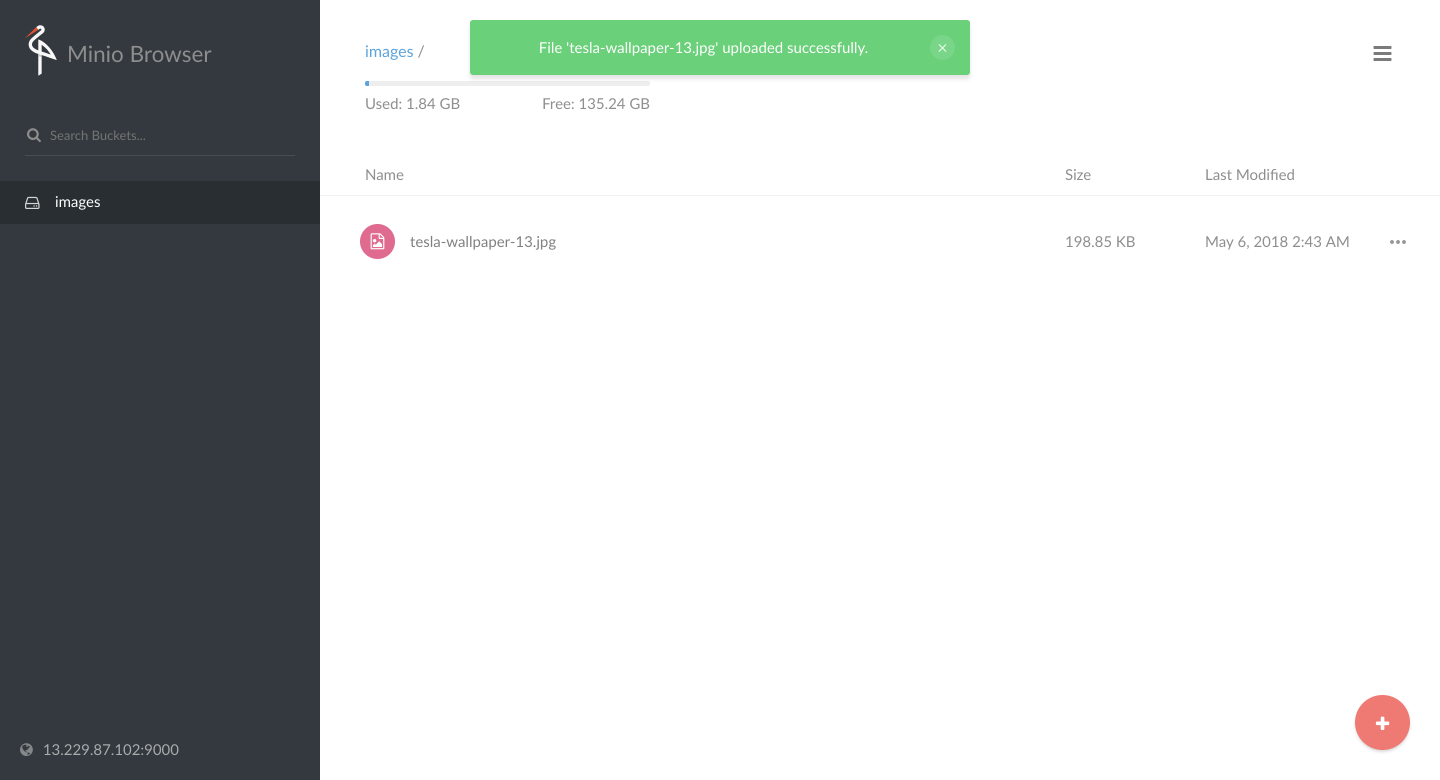 Minio Browser
Search Buckets...
images
13.229.87.102:9000
File 'tesla-wallpaper-13.jpg' uploaded successfully.
images /
Used: 1.84 GB Free: 135.24 GB
Name Size Last Modified
tesla-wallpaper-13.jpg 198.85 KB May 6, 2018 2:43 AM